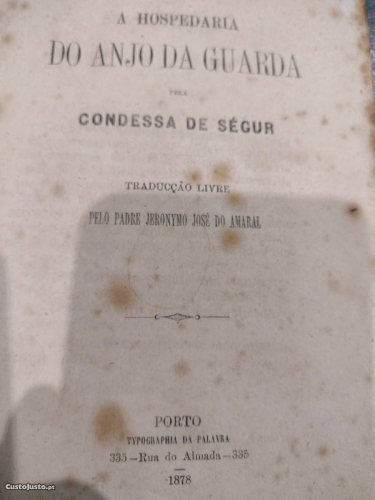 A HOSPEDARIA
DO ANJO DA GUARDA
PELA
CONDESSA DE SÉGUR
TRADUCÇÃO LIVRE
PELO PADRE JERONYMO JOSÉ DO AMARAL
PORTO
TYPOGRAPHIA DA PALAVRA
335—Rua do Almada—335
1878
CustoJusto.pt